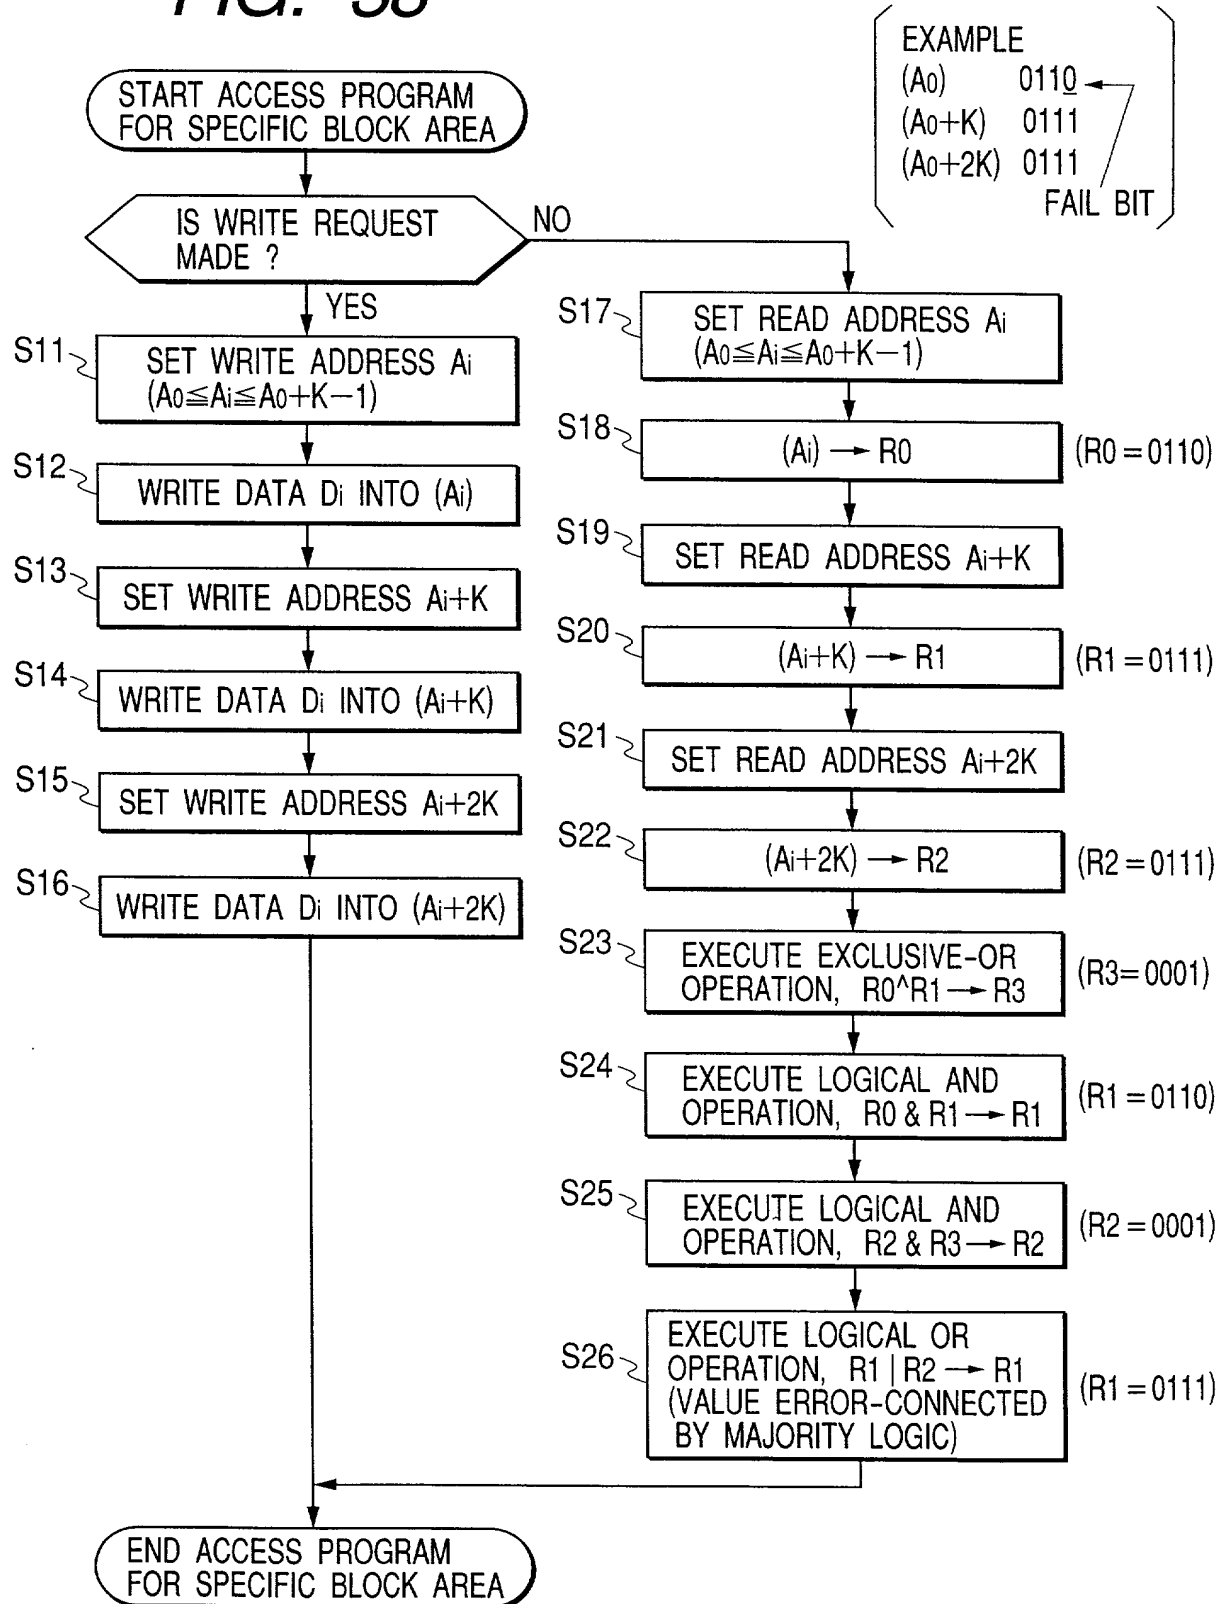 FIG. 38
EXAMPLE
(A0) 0110
(A0+K) 0111
(A0+2K) 0111
FAIL BIT
START ACCESS PROGRAM
FOR SPECIFIC BLOCK AREA
IS WRITE REQUEST
MADE ?
NO
YES
S11
SET WRITE ADDRESS Ai
(A0≦Ai≦A0+K−1)
S12
WRITE DATA Di INTO (Ai)
S13
SET WRITE ADDRESS Ai+K
S14
WRITE DATA Di INTO (Ai+K)
S15
SET WRITE ADDRESS Ai+2K
S16
WRITE DATA Di INTO (Ai+2K)
S17
SET READ ADDRESS Ai
(A0≦Ai≦A0+K−1)
S18
(Ai) → R0
(R0=0110)
S19
SET READ ADDRESS Ai+K
S20
(Ai+K) → R1
(R1=0111)
S21
SET READ ADDRESS Ai+2K
S22
(Ai+2K) → R2
(R2=0111)
S23
EXECUTE EXCLUSIVE-OR
OPERATION, R0^R1 → R3
(R3=0001)
S24
EXECUTE LOGICAL AND
OPERATION, R0 & R1 → R1
(R1=0110)
S25
EXECUTE LOGICAL AND
OPERATION, R2 & R3 → R2
(R2=0001)
S26
EXECUTE LOGICAL OR
OPERATION, R1 | R2 → R1
(VALUE ERROR-CONNECTED
BY MAJORITY LOGIC)
(R1=0111)
END ACCESS PROGRAM
FOR SPECIFIC BLOCK AREA